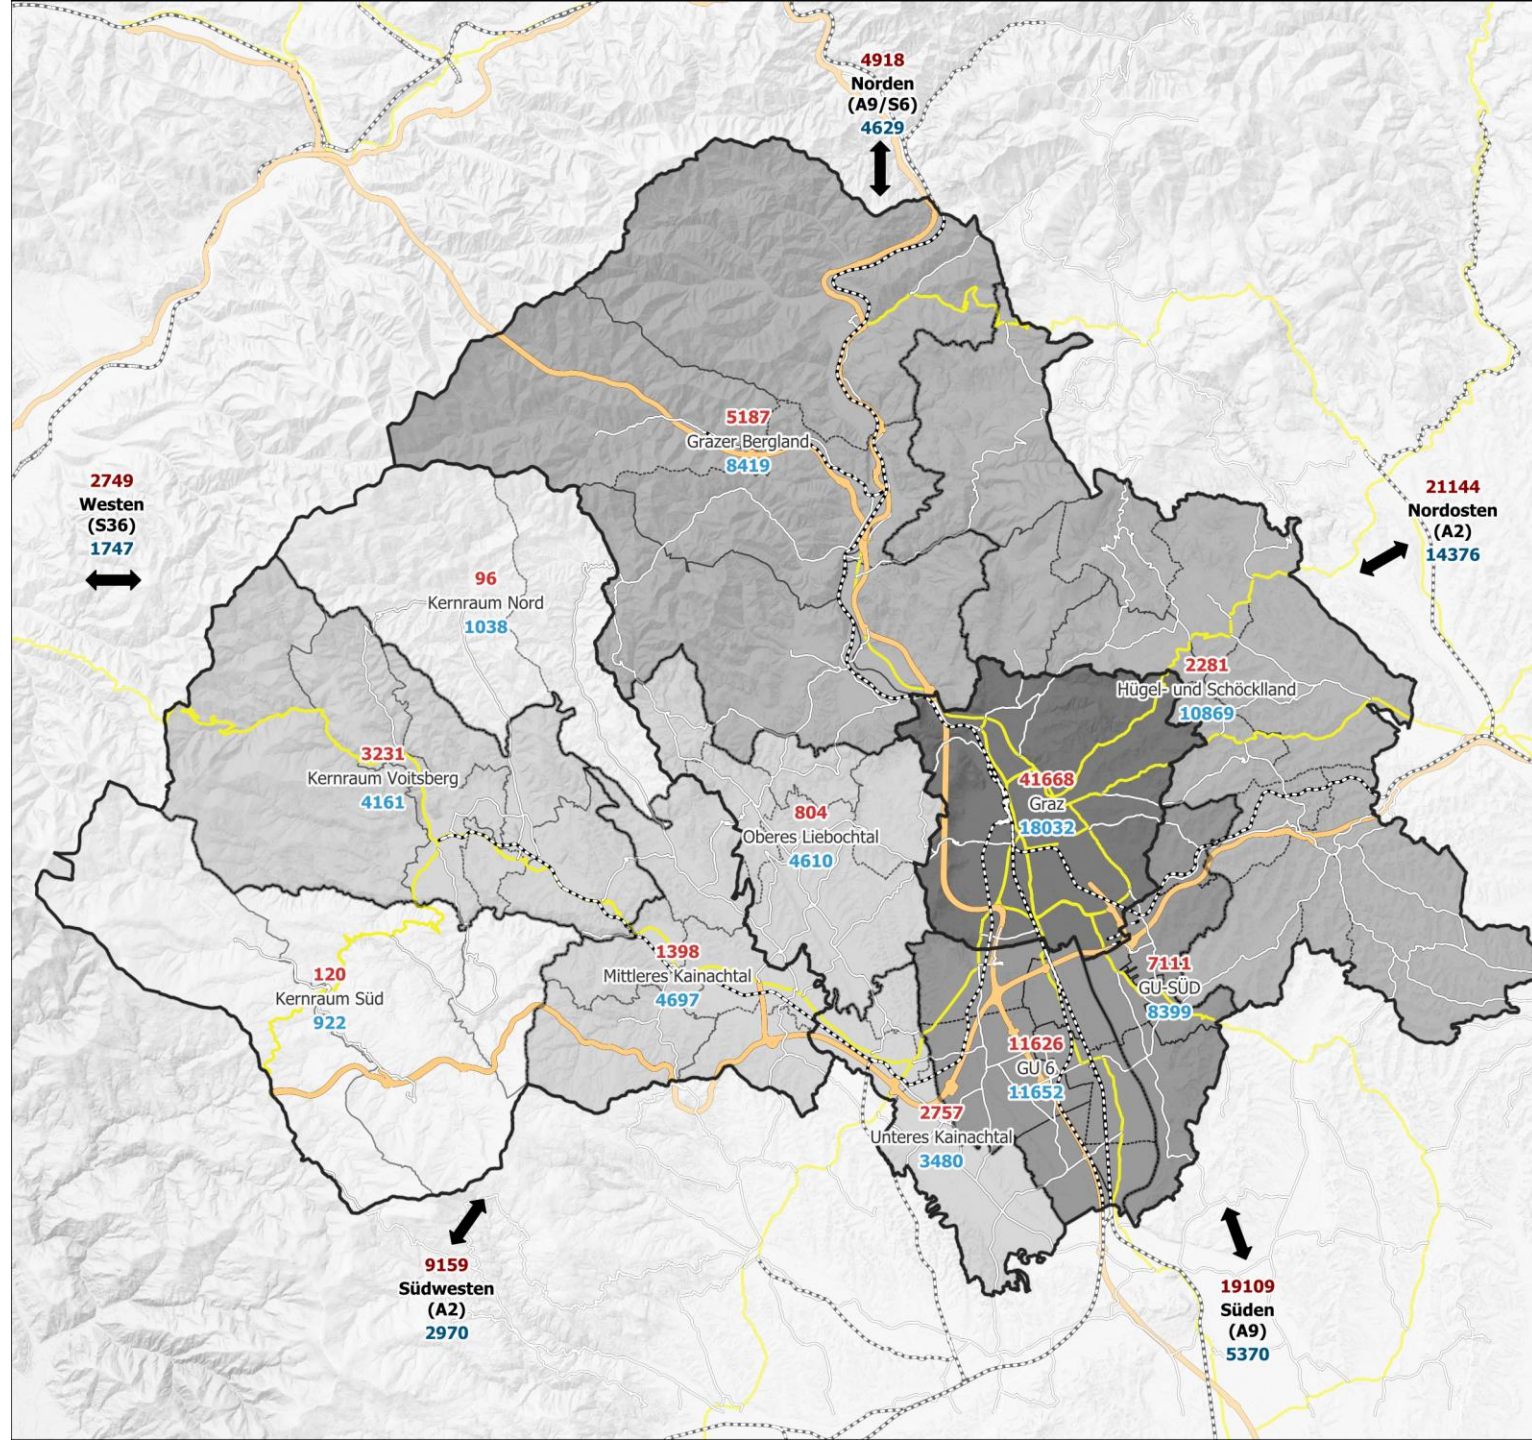 4918
Norden
(A9/S6)
4629
5187
Grazer Bergland
8419
2749
Westen
(S36)
1747
21144
Nordosten
(A2)
14376
96
Kernraum Nord
1038
2281
Hügel- und Schöcklland
10869
3231
Kernraum Voitsberg
4161
41668
Graz
18032
804
Oberes Liebochtal
4610
1398
Mittleres Kainachtal
4697
120
Kernraum Süd
922
7111
GU-SÜD
8399
11626
GU 6
11652
2757
Unteres Kainachtal
3480
9159
Südwesten
(A2)
2970
19109
Süden
(A9)
5370